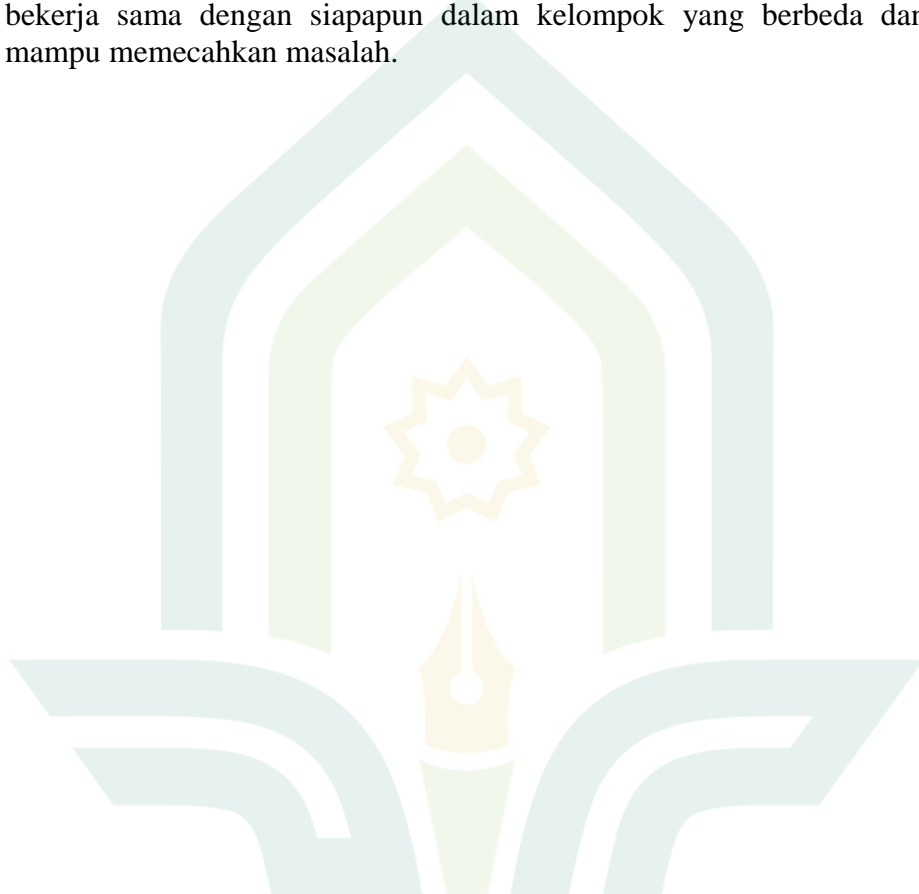 bekerja sama dengan siapapun dalam kelompok yang berbeda dan
mampu memecahkan masalah.